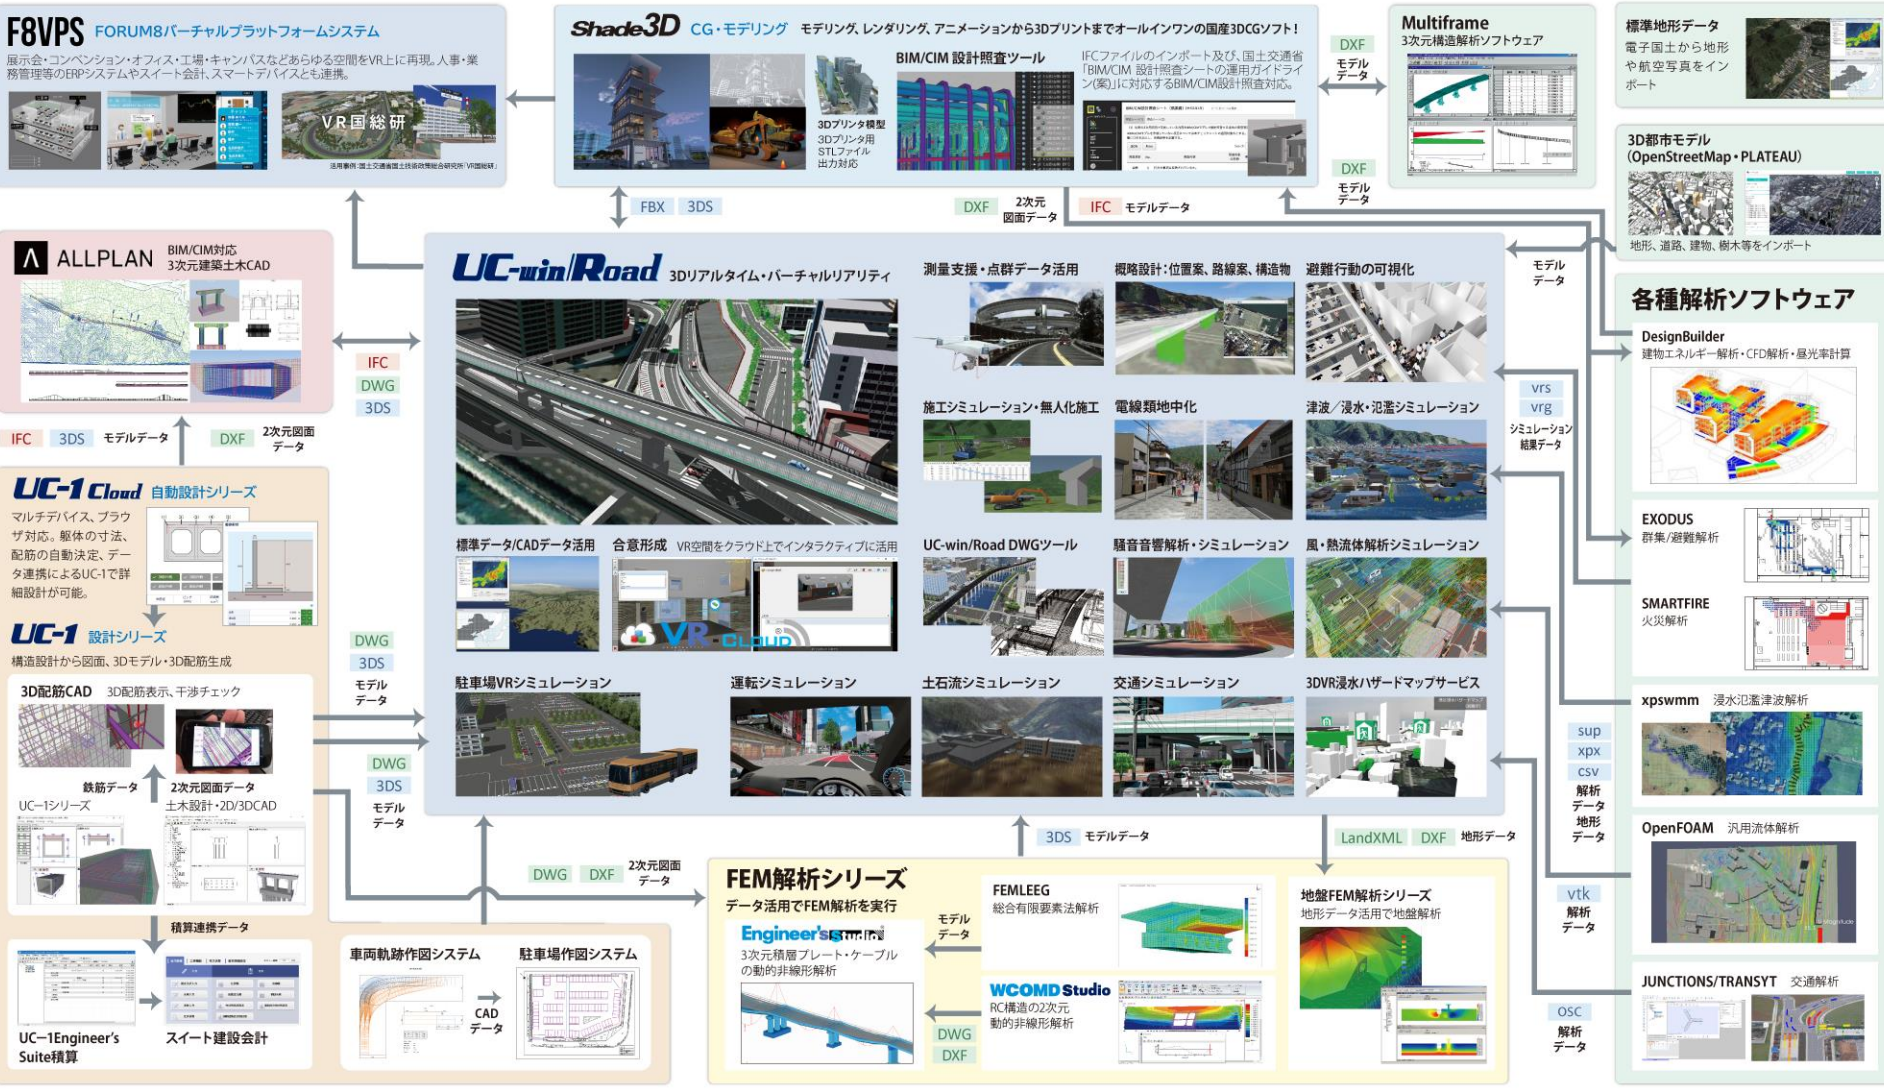 F8VPS FORUM8バーチャルプラットフォームシステム
展示会・コンベンション・オフィス・工場・キャンパスなどあらゆる空間をVR上に再現。人事・業
務管理等のERPシステムやスイート会計、スマートデバイスとも連携。
VR国総研
活用事例:国土交通省国土技術政策総合研究所「VR国総研」
Shade3D CG・モデリング モデリング、レンダリング、アニメーションから3Dプリントまでオールインワンの国産3DCGソフト!
3Dプリンタ模型
3Dプリンタ用
STLファイル
出力対応
BIM/CIM 設計照査ツール
IFCファイルのインポート及び、国土交通省
「BIM/CIM 設計照査シートの運用ガイドライ
ン(案)」に対応するBIM/CIM設計照査対応。
DXF
モデル
データ
DXF
モデル
データ
Multiframe
3次元構造解析ソフトウェア
標準地形データ
電子国土から地形
や航空写真をイン
ポート
3D都市モデル
(OpenStreetMap・PLATEAU)
地形、道路、建物、樹木等をインポート
モデル
データ
FBX 3DS
DXF 2次元
図面データ
IFC モデルデータ
ALLPLAN BIM/CIM対応
3次元建築土木CAD
IFC
DWG
3DS
IFC 3DS モデルデータ
DXF 2次元図面
データ
UC-1 Cloud 自動設計シリーズ
マルチデバイス、ブラウ
ザ対応。躯体の寸法、
配筋の自動決定、デー
タ連携によるUC-1で詳
細設計が可能。
UC-1 設計シリーズ
構造設計から図面、3Dモデル・3D配筋生成
3D配筋CAD 3D配筋表示、干渉チェック
鉄筋データ
2次元図面データ
UC−1シリーズ
土木設計・2D/3DCAD
積算連携データ
UC−1Engineer's
Suite積算
スイート建設会計
DWG
3DS
モデル
データ
DWG
3DS
モデル
データ
車両軌跡作図システム
CAD
データ
駐車場作図システム
UC-win/Road 3Dリアルタイム・バーチャルリアリティ
測量支援・点群データ活用
概略設計:位置案、路線案、構造物
避難行動の可視化
施工シミュレーション・無人化施工
電線類地中化
津波/浸水・氾濫シミュレーション
標準データ/CADデータ活用
合意形成 VR空間をクラウド上でインタラクティブに活用
VR-CLOUD
UC-win/Road DWGツール
騒音音響解析・シミュレーション
風・熱流体解析シミュレーション
駐車場VRシミュレーション
運転シミュレーション
土石流シミュレーション
交通シミュレーション
3DVR浸水ハザードマップサービス
3DS モデルデータ
LandXML DXF 地形データ
DWG DXF 2次元図面
データ
FEM解析シリーズ
データ活用でFEM解析を実行
Engineer's Studio
3次元積層プレート・ケーブル
の動的非線形解析
モデル
データ
FEMLEEG
総合有限要素法解析
WCOMD Studio
RC構造の2次元
動的非線形解析
DWG
DXF
地盤FEM解析シリーズ
地形データ活用で地盤解析
各種解析ソフトウェア
DesignBuilder
建物エネルギー解析・CFD解析・昼光率計算
vrs
vrg
シミュレーション
結果データ
EXODUS
群集/避難解析
SMARTFIRE
火災解析
xpswmm 浸水氾濫津波解析
sup
xpx
csv
解析
データ
地形
データ
OpenFOAM 汎用流体解析
vtk
解析
データ
JUNCTIONS/TRANSYT 交通解析
OSC
解析
データ